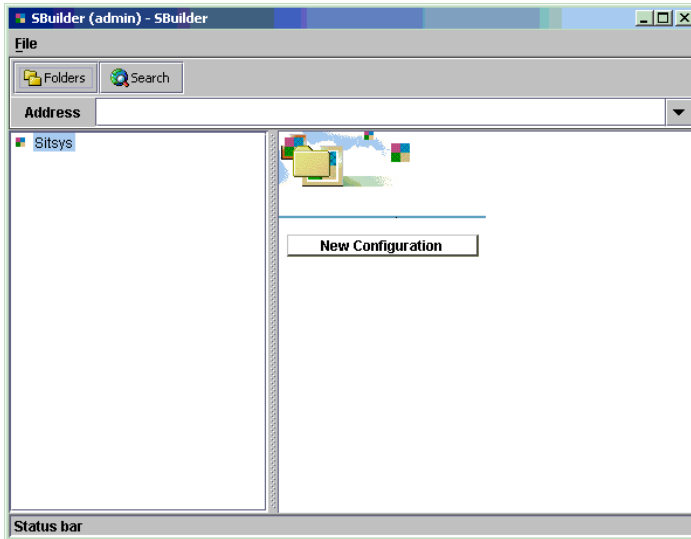 SBuilder (admin) - SBuilder
File
Folders Search
Address
Sitsys
New Configuration
Status bar